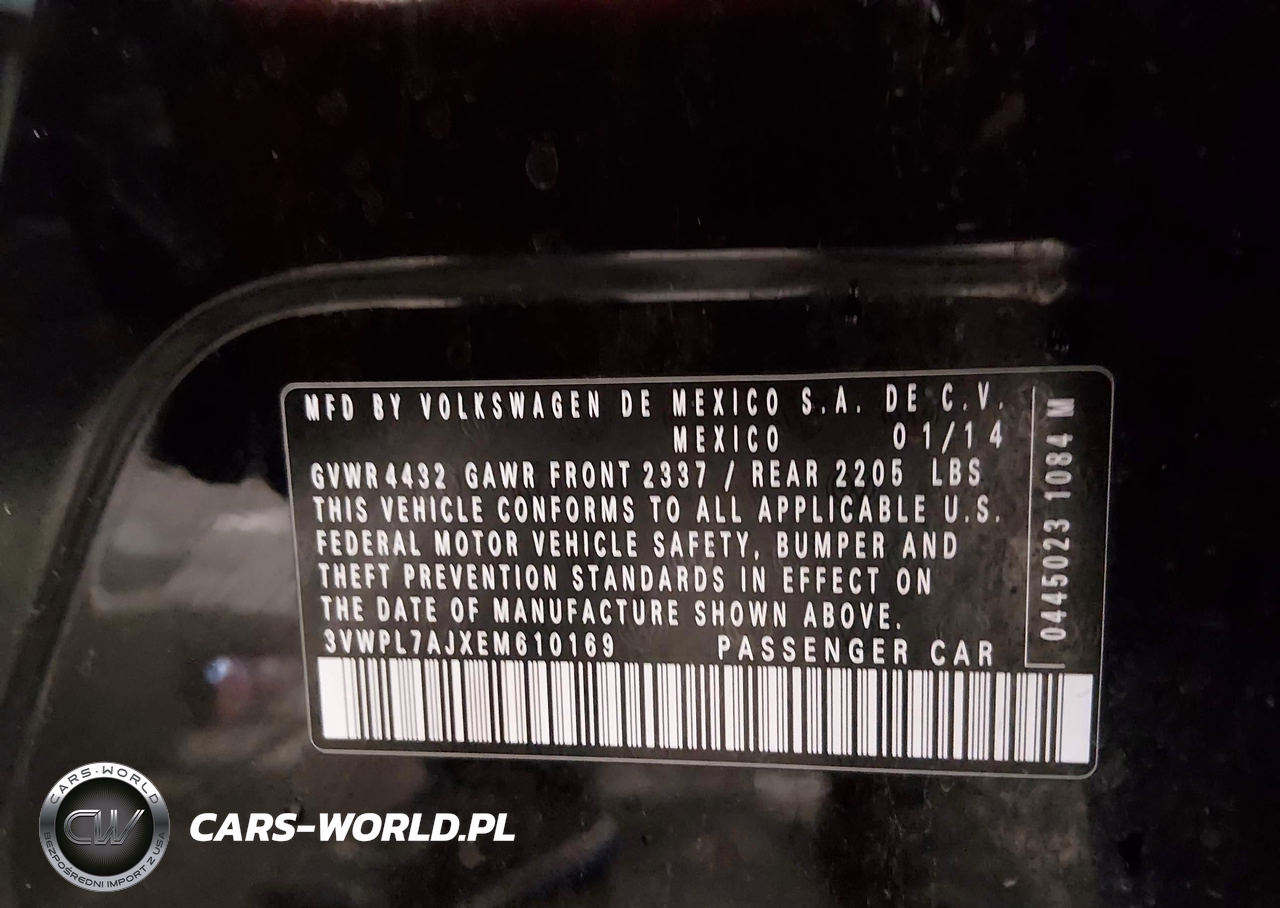 MFD BY VOLKSWAGEN DE MEXICO S.A. DE C.V.
MEXICO 01/14
GVWR 4432 GAWR FRONT 2337 / REAR 2205 LBS
THIS VEHICLE CONFORMS TO ALL APPLICABLE U.S.
FEDERAL MOTOR VEHICLE SAFETY, BUMPER AND
THEFT PREVENTION STANDARDS IN EFFECT ON
THE DATE OF MANUFACTURE SHOWN ABOVE.
3VWPL7AJXEM610169 PASSENGER CAR
0445023 1084 M
CARS-WORLD
CW
BEZPOŚREDNI IMPORT Z USA
CARS-WORLD.PL